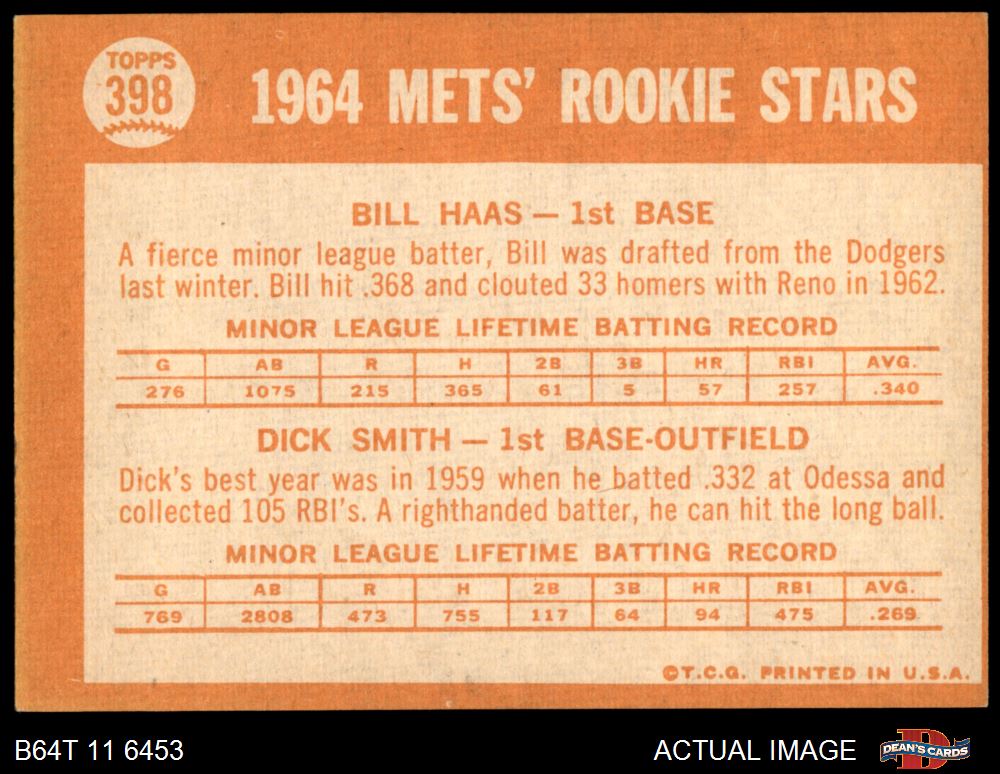 TOPPS
398
1964 METS' ROOKIE STARS
BILL HAAS — 1st BASE
A fierce minor league batter, Bill was drafted from the Dodgers
last winter. Bill hit .368 and clouted 33 homers with Reno in 1962.
MINOR LEAGUE LIFETIME BATTING RECORD
G AB R H 2B 3B HR RBI AVG.
276 1075 215 365 61 5 57 257 .340
DICK SMITH — 1st BASE-OUTFIELD
Dick's best year was in 1959 when he batted .332 at Odessa and
collected 105 RBI's. A righthanded batter, he can hit the long ball.
MINOR LEAGUE LIFETIME BATTING RECORD
G AB R H 2B 3B HR RBI AVG.
769 2808 473 755 117 64 94 475 .269
©T.C.G. PRINTED IN U.S.A.
B64T 11 6453
ACTUAL IMAGE
DEAN'S CARDS